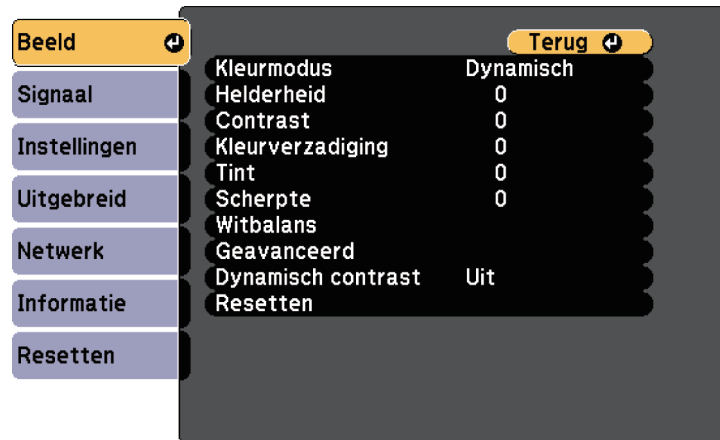 Beeld
Signaal
Instellingen
Uitgebreid
Netwerk
Informatie
Resetten
Terug
Kleurmodus Dynamisch
Helderheid 0
Contrast 0
Kleurverzadiging 0
Tint 0
Scherpte 0
Witbalans
Geavanceerd
Dynamisch contrast Uit
Resetten